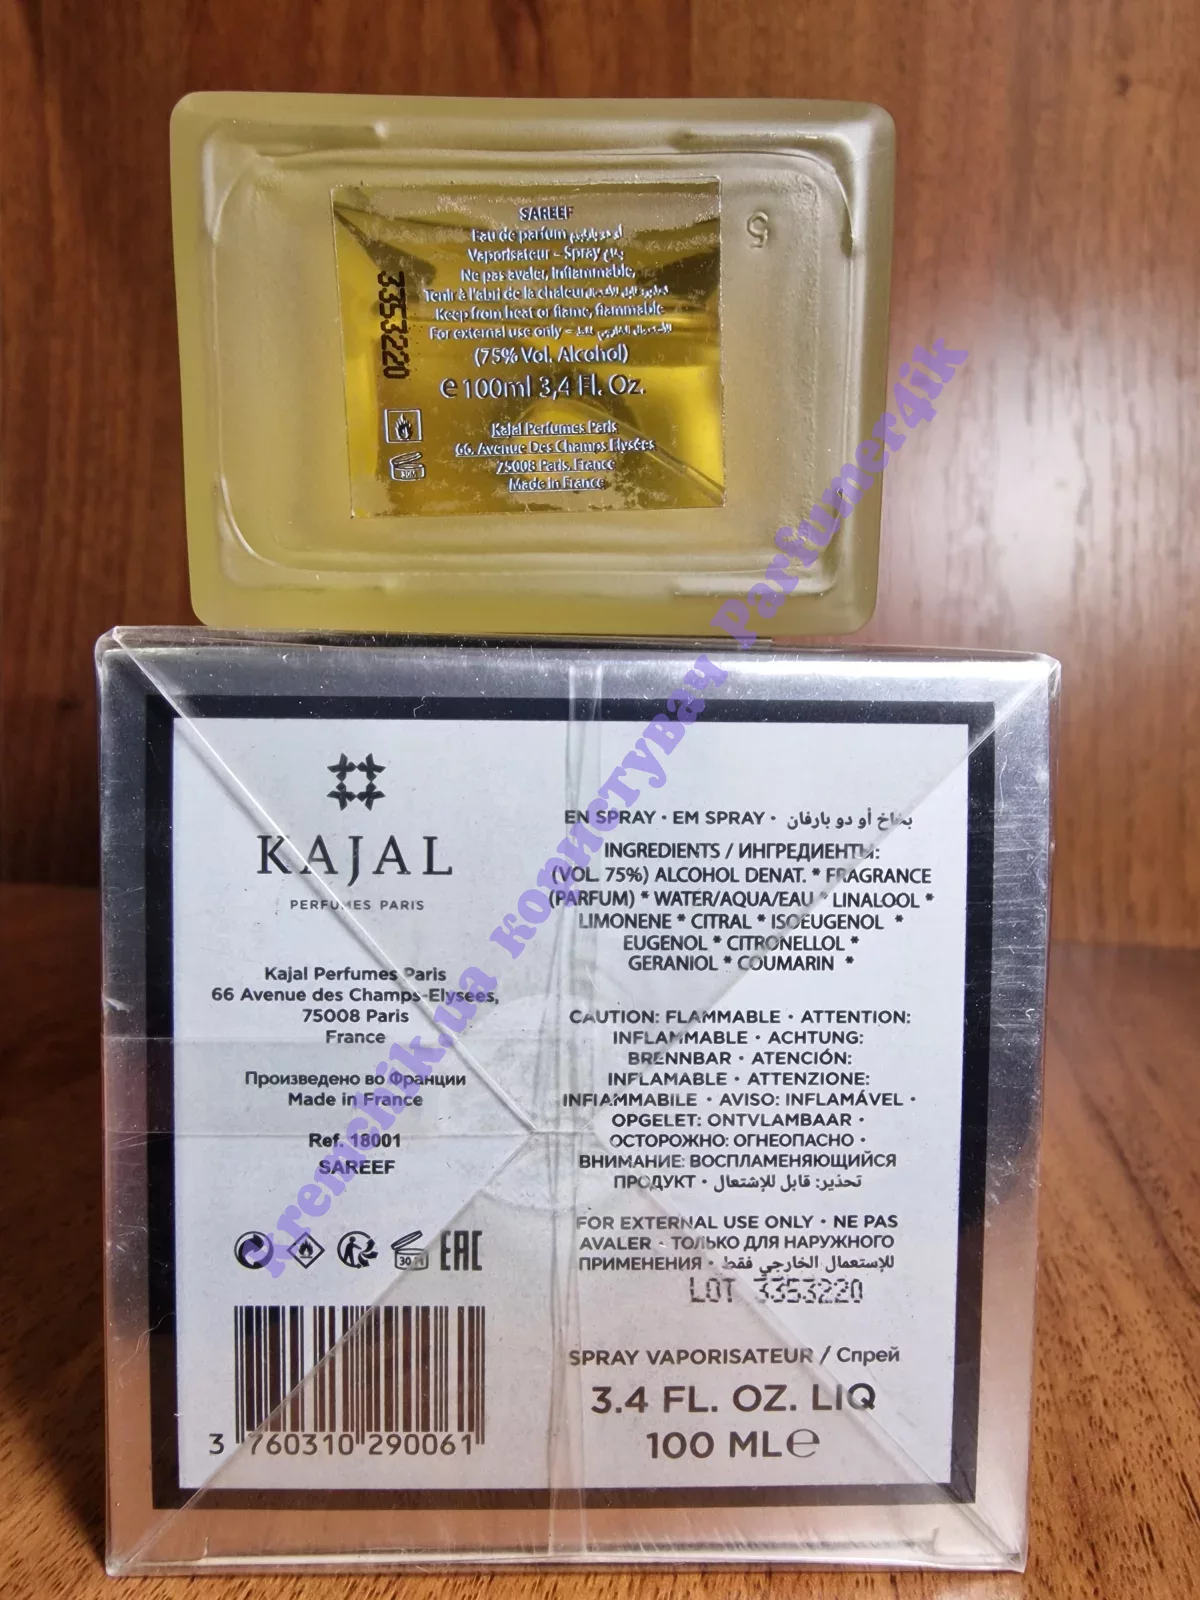 SAREEF
Eau de parfum
Vaporisateur - Spray
Ne pas avaler, Inflammable,
Tenir à l'abri de la chaleur
Keep from heat or flame, flammable
For external use only -
(75% Vol. Alcohol)
e 100ml 3,4 Fl. Oz.
Kajal Perfumes Paris
66, Avenue Des Champs Elysées
75008 Paris, France
Made in France
3353220
30M
5
KAJAL
PERFUMES PARIS
Kajal Perfumes Paris
66 Avenue des Champs-Elysees,
75008 Paris
France
Произведено во Франции
Made in France
Ref. 18001
SAREEF
30 M
EAC
3 760310 290061
EN SPRAY • EM SPRAY • بخاخ أو دو بارفان
INGREDIENTS / ИНГРЕДИЕНТЫ:
(VOL. 75%) ALCOHOL DENAT. * FRAGRANCE
(PARFUM) * WATER/AQUA/EAU * LINALOOL *
LIMONENE * CITRAL * ISOEUGENOL *
EUGENOL * CITRONELLOL *
GERANIOL * COUMARIN *
CAUTION: FLAMMABLE • ATTENTION:
INFLAMMABLE • ACHTUNG:
BRENNBAR • ATENCIÓN:
INFLAMABLE • ATTENZIONE:
INFIAMMABILE • AVISO: INFLAMÁVEL •
OPGELET: ONTVLAMBAAR •
ОСТОРОЖНО: ОГНЕОПАСНО •
ВНИМАНИЕ: ВОСПЛАМЕНЯЮЩИЙСЯ
ПРОДУКТ • تحذير: قابل للإشتعال
FOR EXTERNAL USE ONLY • NE PAS
AVALER • ТОЛЬКО ДЛЯ НАРУЖНОГО
ПРИМЕНЕНИЯ • للإستعمال الخارجي فقط
LOT 3353220
SPRAY VAPORISATEUR / Спрей
3.4 FL. OZ. LIQ
100 ML e
kremchik.ua користувач Parfumer4ik